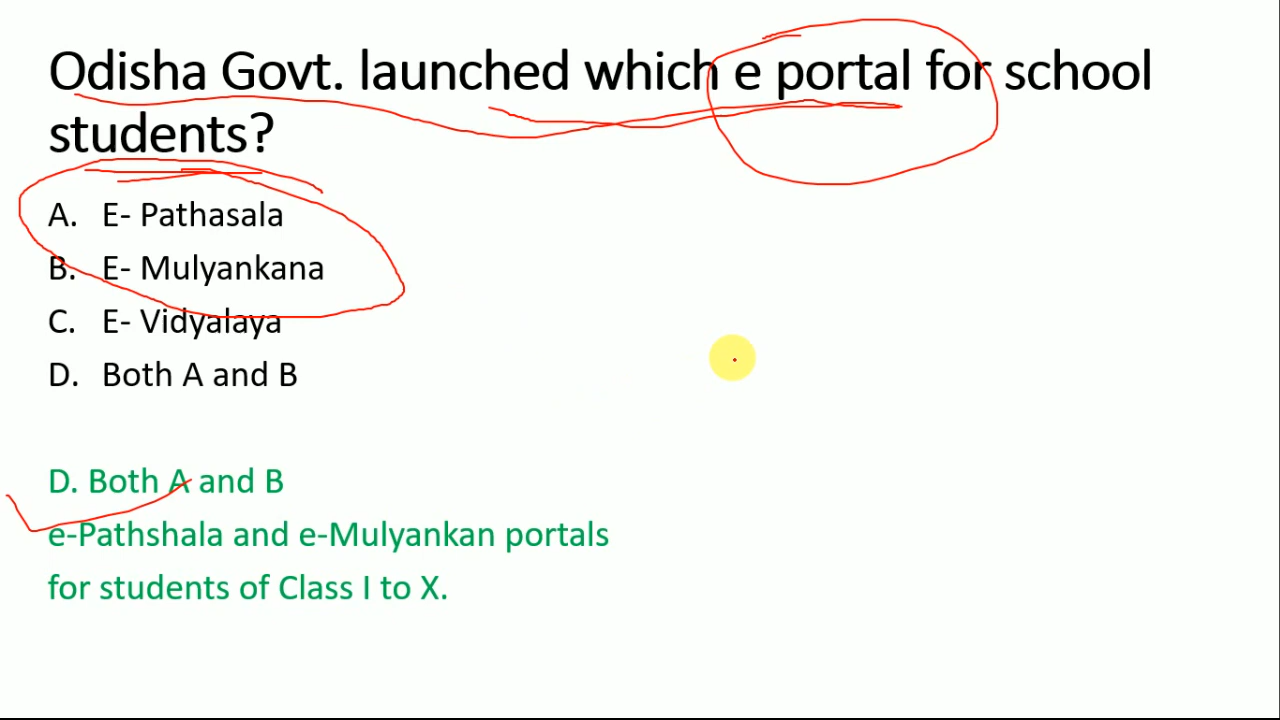 Odisha Govt. launched which e portal for school
students?
A. E- Pathasala
B. E- Mulyankana
C. E- Vidyalaya
D. Both A and B
D. Both A and B
e-Pathshala and e-Mulyankan portals
for students of Class I to X.